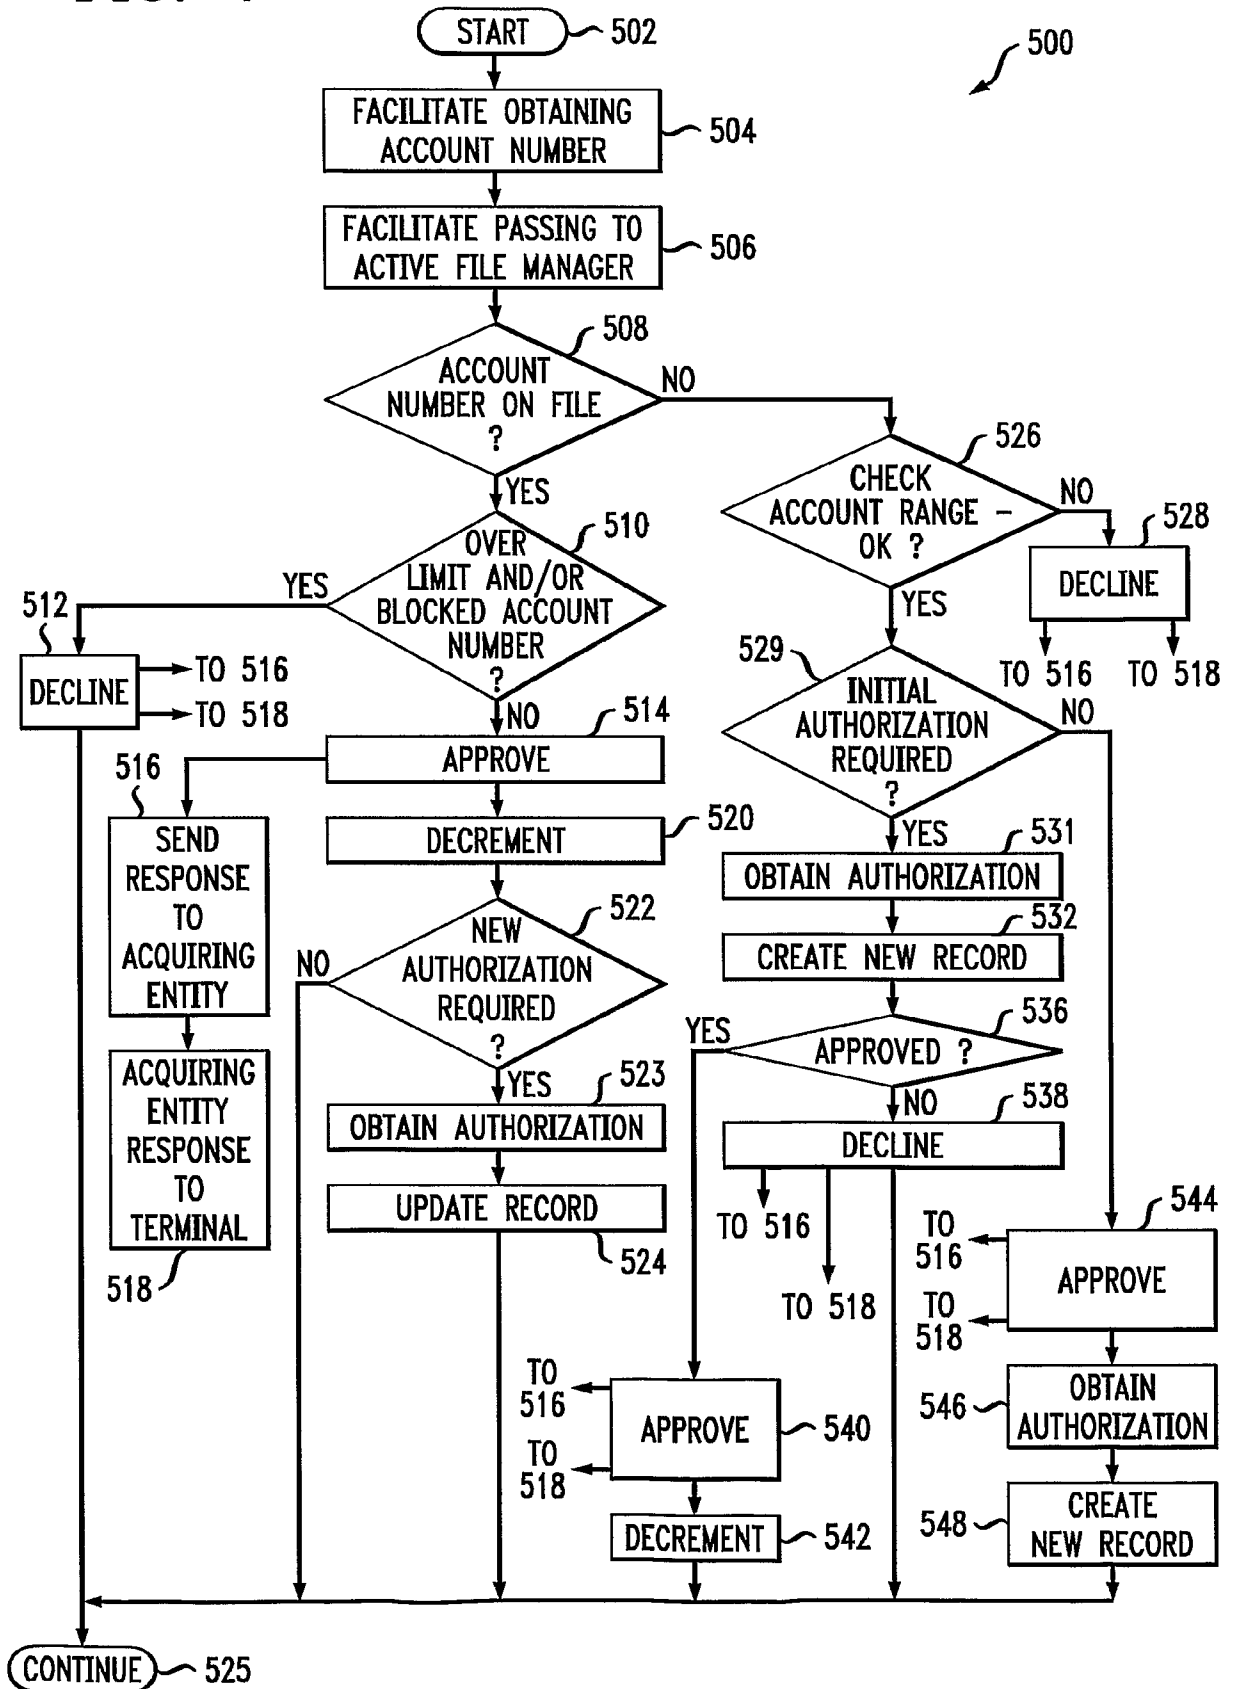 START
502
500
FACILITATE OBTAINING
ACCOUNT NUMBER
504
FACILITATE PASSING TO
ACTIVE FILE MANAGER
506
508
ACCOUNT
NUMBER ON FILE
?
NO
YES
526
CHECK
ACCOUNT RANGE -
OK ?
NO
528
DECLINE
TO 516
TO 518
YES
510
OVER
LIMIT AND/OR
BLOCKED ACCOUNT
NUMBER
?
YES
512
DECLINE
TO 516
TO 518
NO
529
INITIAL
AUTHORIZATION
REQUIRED
?
NO
YES
514
APPROVE
516
SEND
RESPONSE
TO
ACQUIRING
ENTITY
ACQUIRING
ENTITY
RESPONSE
TO
TERMINAL
518
DECREMENT
520
522
NEW
AUTHORIZATION
REQUIRED
?
NO
YES
523
OBTAIN AUTHORIZATION
UPDATE RECORD
524
531
OBTAIN AUTHORIZATION
532
CREATE NEW RECORD
536
APPROVED ?
YES
NO
538
DECLINE
TO 516
TO 518
544
APPROVE
TO
516
TO
518
546
OBTAIN
AUTHORIZATION
548
CREATE
NEW RECORD
TO
516
TO
518
APPROVE
540
DECREMENT
542
CONTINUE
525